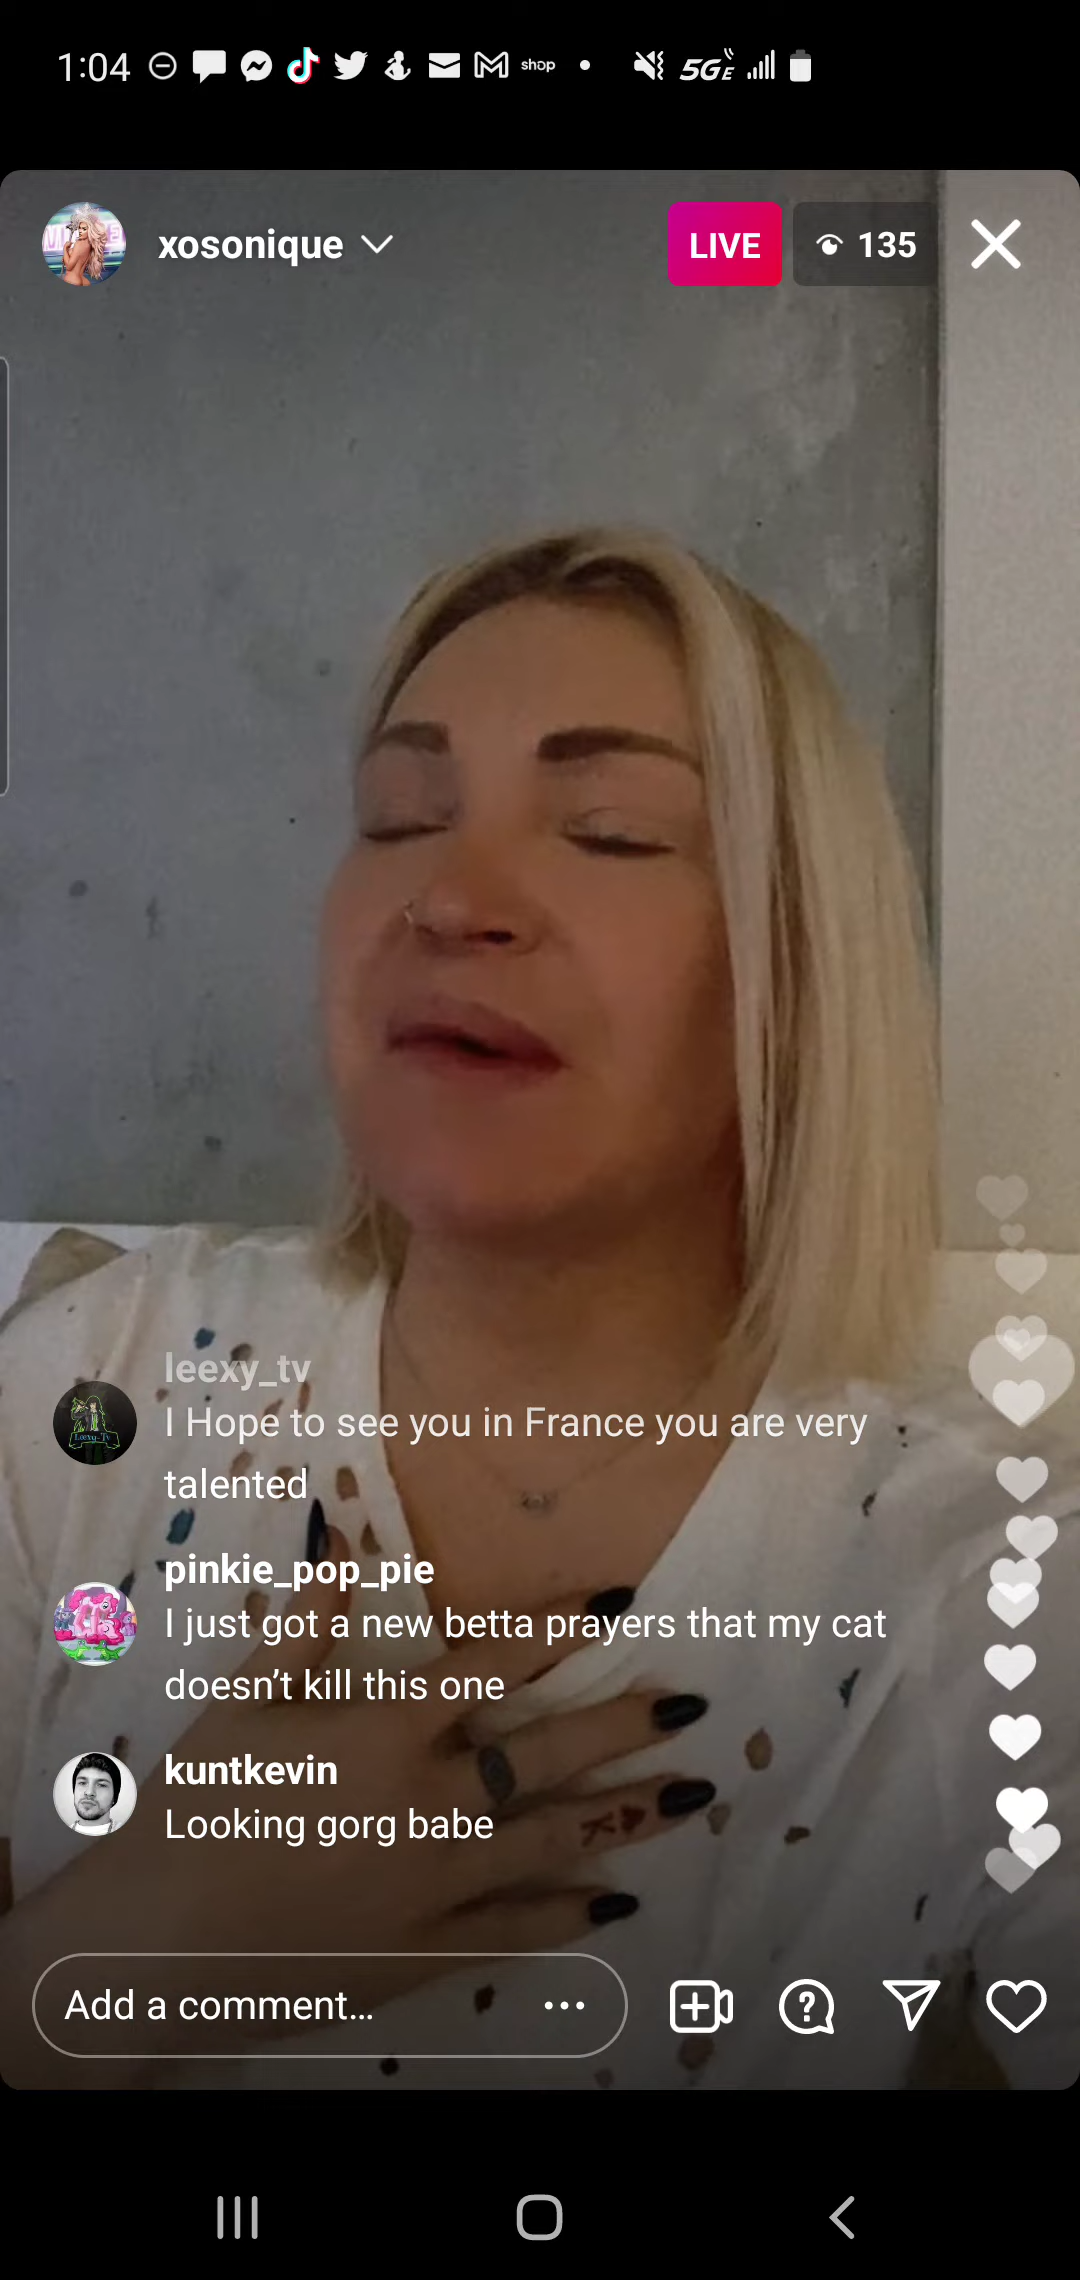 1:04
shop
5GE
xosonique
LIVE
135
leexy_tv
I Hope to see you in France you are very
talented
pinkie_pop_pie
I just got a new betta prayers that my cat
doesn’t kill this one
kuntkevin
Looking gorg babe
K
Add a comment...